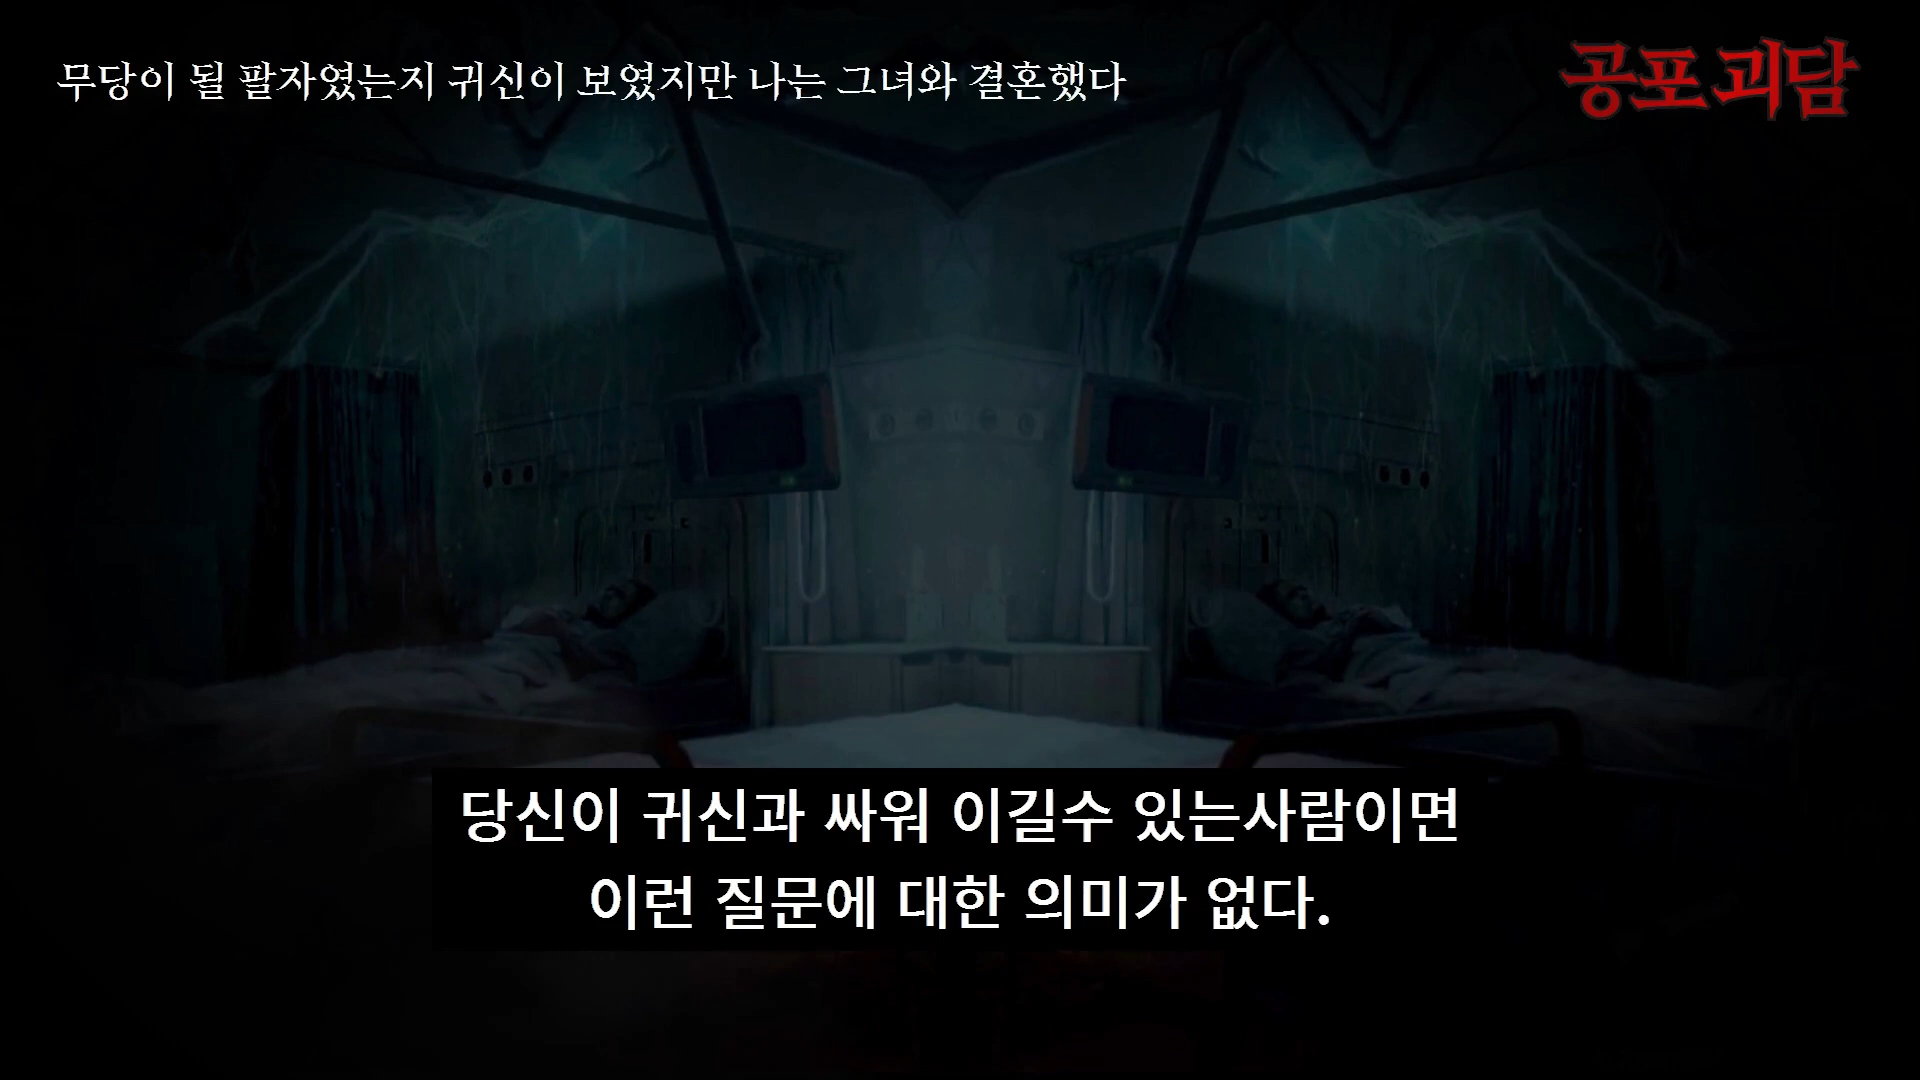 무당이 될 팔자였는지 귀신이 보였지만 나는 그녀와 결혼했다
공포괴담
당신이 귀신과 싸워 이길수 있는사람이면
이런 질문에 대한 의미가 없다.